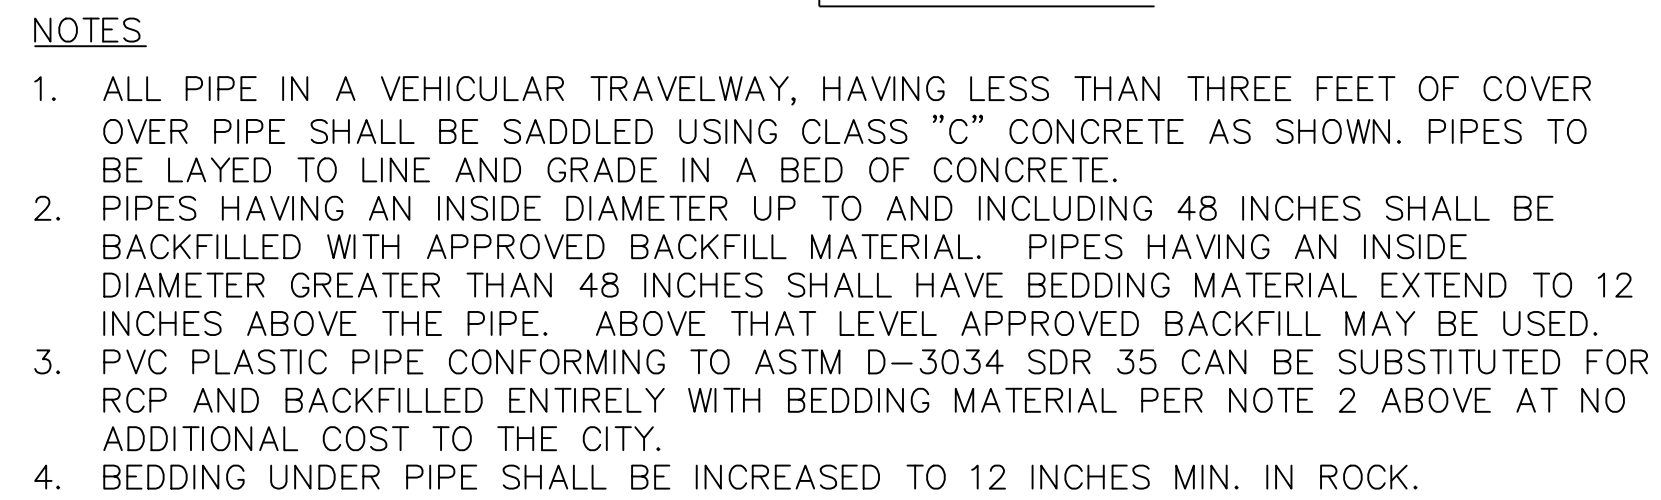 NOTES
1. ALL PIPE IN A VEHICULAR TRAVELWAY, HAVING LESS THAN THREE FEET OF COVER
OVER PIPE SHALL BE SADDLED USING CLASS "C" CONCRETE AS SHOWN. PIPES TO
BE LAYED TO LINE AND GRADE IN A BED OF CONCRETE.
2. PIPES HAVING AN INSIDE DIAMETER UP TO AND INCLUDING 48 INCHES SHALL BE
BACKFILLED WITH APPROVED BACKFILL MATERIAL. PIPES HAVING AN INSIDE
DIAMETER GREATER THAN 48 INCHES SHALL HAVE BEDDING MATERIAL EXTEND TO 12
INCHES ABOVE THE PIPE. ABOVE THAT LEVEL APPROVED BACKFILL MAY BE USED.
3. PVC PLASTIC PIPE CONFORMING TO ASTM D-3034 SDR 35 CAN BE SUBSTITUTED FOR
RCP AND BACKFILLED ENTIRELY WITH BEDDING MATERIAL PER NOTE 2 ABOVE AT NO
ADDITIONAL COST TO THE CITY.
4. BEDDING UNDER PIPE SHALL BE INCREASED TO 12 INCHES MIN. IN ROCK.